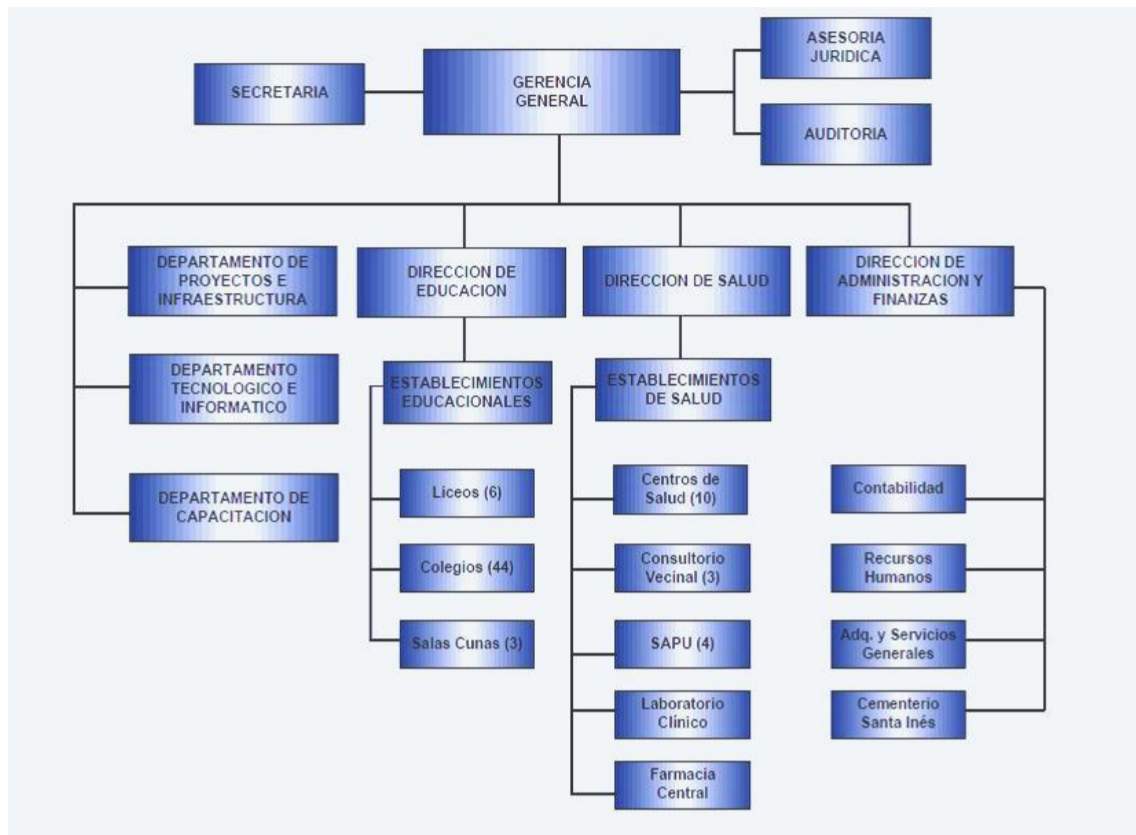 SECRETARIA
GERENCIA
GENERAL
ASESORIA
JURIDICA
AUDITORIA
DEPARTAMENTO DE
PROYECTOS E
INFRAESTRUCTURA
DEPARTAMENTO
TECNOLOGICO E
INFORMATICO
DEPARTAMENTO DE
CAPACITACION
DIRECCION DE
EDUCACION
ESTABLECIMIENTOS
EDUCACIONALES
Liceos (6)
Colegios (44)
Salas Cunas (3)
DIRECCION DE SALUD
ESTABLECIMIENTOS
DE SALUD
Centros de
Salud (10)
Consultorio
Vecinal (3)
SAPU (4)
Laboratorio
Clínico
Farmacia
Central
DIRECCION DE
ADMINISTRACION Y
FINANZAS
Contabilidad
Recursos
Humanos
Adq. y Servicios
Generales
Cementerio
Santa Inés